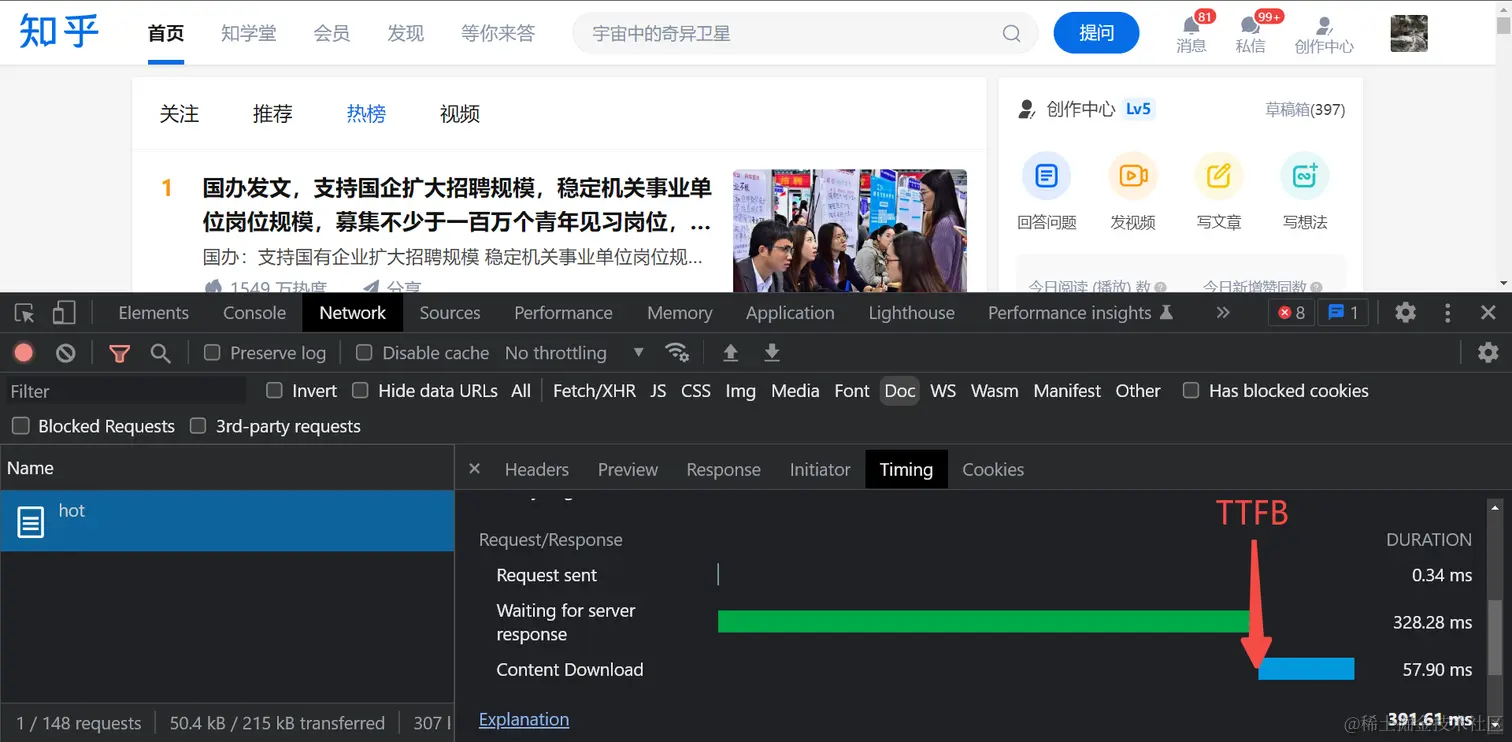 知乎 首页 知学堂 会员 发现 等你来答 宇宙中的奇异卫星 提问 81 消息 99+ 私信 创作中心
关注 推荐 热榜 视频
创作中心 Lv5 草稿箱(397)
1 国办发文，支持国企扩大招聘规模，稳定机关事业单
位岗位规模，募集不少于一百万个青年见习岗位，...
国办：支持国有企业扩大招聘规模 稳定机关事业单位岗位规...
1549 万热度 分享
回答问题 发视频 写文章 写想法
今日阅读 (播放) 数 今日新增赞同数
Elements Console Network Sources Performance Memory Application Lighthouse Performance insights 8 1
Preserve log Disable cache No throttling
Filter Invert Hide data URLs All Fetch/XHR JS CSS Img Media Font Doc WS Wasm Manifest Other Has blocked cookies
Blocked Requests 3rd-party requests
Name
Headers Preview Response Initiator Timing Cookies
hot
TTFB
Request/Response DURATION
Request sent 0.34 ms
Waiting for server
response 328.28 ms
Content Download 57.90 ms
Explanation 391.61 ms
1 / 148 requests 50.4 kB / 215 kB transferred 307
@稀土掘金技术社区